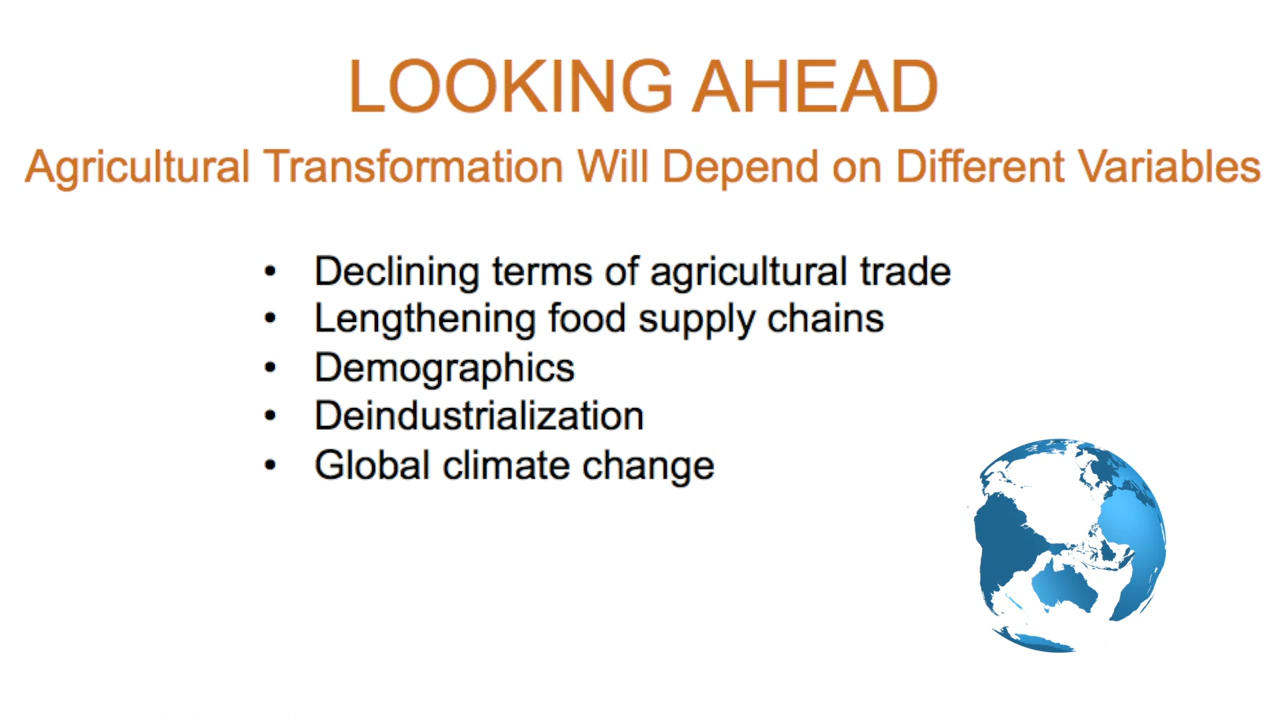 LOOKING AHEAD
Agricultural Transformation Will Depend on Different Variables
• Declining terms of agricultural trade
• Lengthening food supply chains
• Demographics
• Deindustrialization
• Global climate change